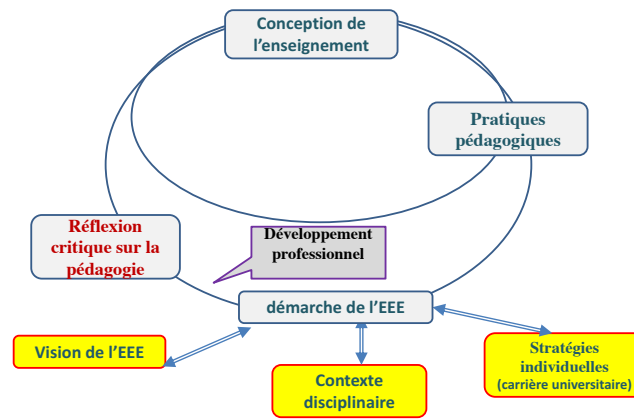 Conception de
l'enseignement
Pratiques
pédagogiques
Réflexion
critique sur la
pédagogie
Développement
professionnel
démarche de l'EEE
Vision de l'EEE
Contexte
disciplinaire
Stratégies
individuelles
(carrière universitaire)